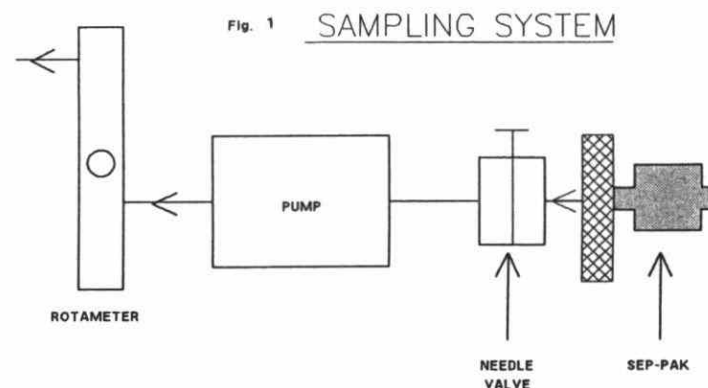 Fig. 1 SAMPLING SYSTEM
PUMP
ROTAMETER
NEEDLE
VALVE
SEP-PAK